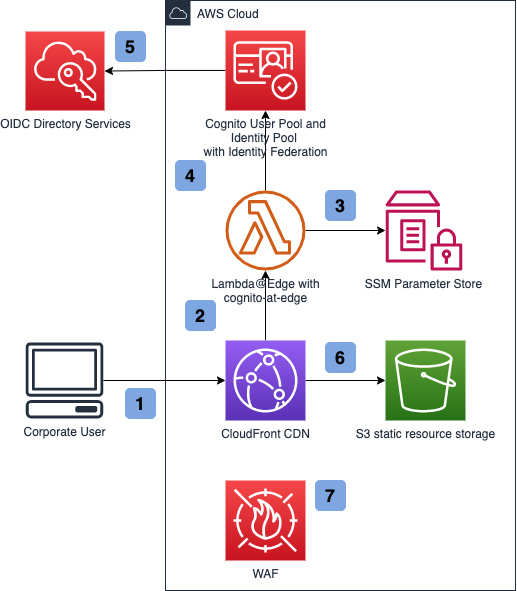 AWS Cloud
5
OIDC Directory Services
Cognito User Pool and
Identity Pool
with Identity Federation
4
3
Lambda@Edge with
cognito-at-edge
SSM Parameter Store
2
6
1
Corporate User
CloudFront CDN
S3 static resource storage
7
WAF